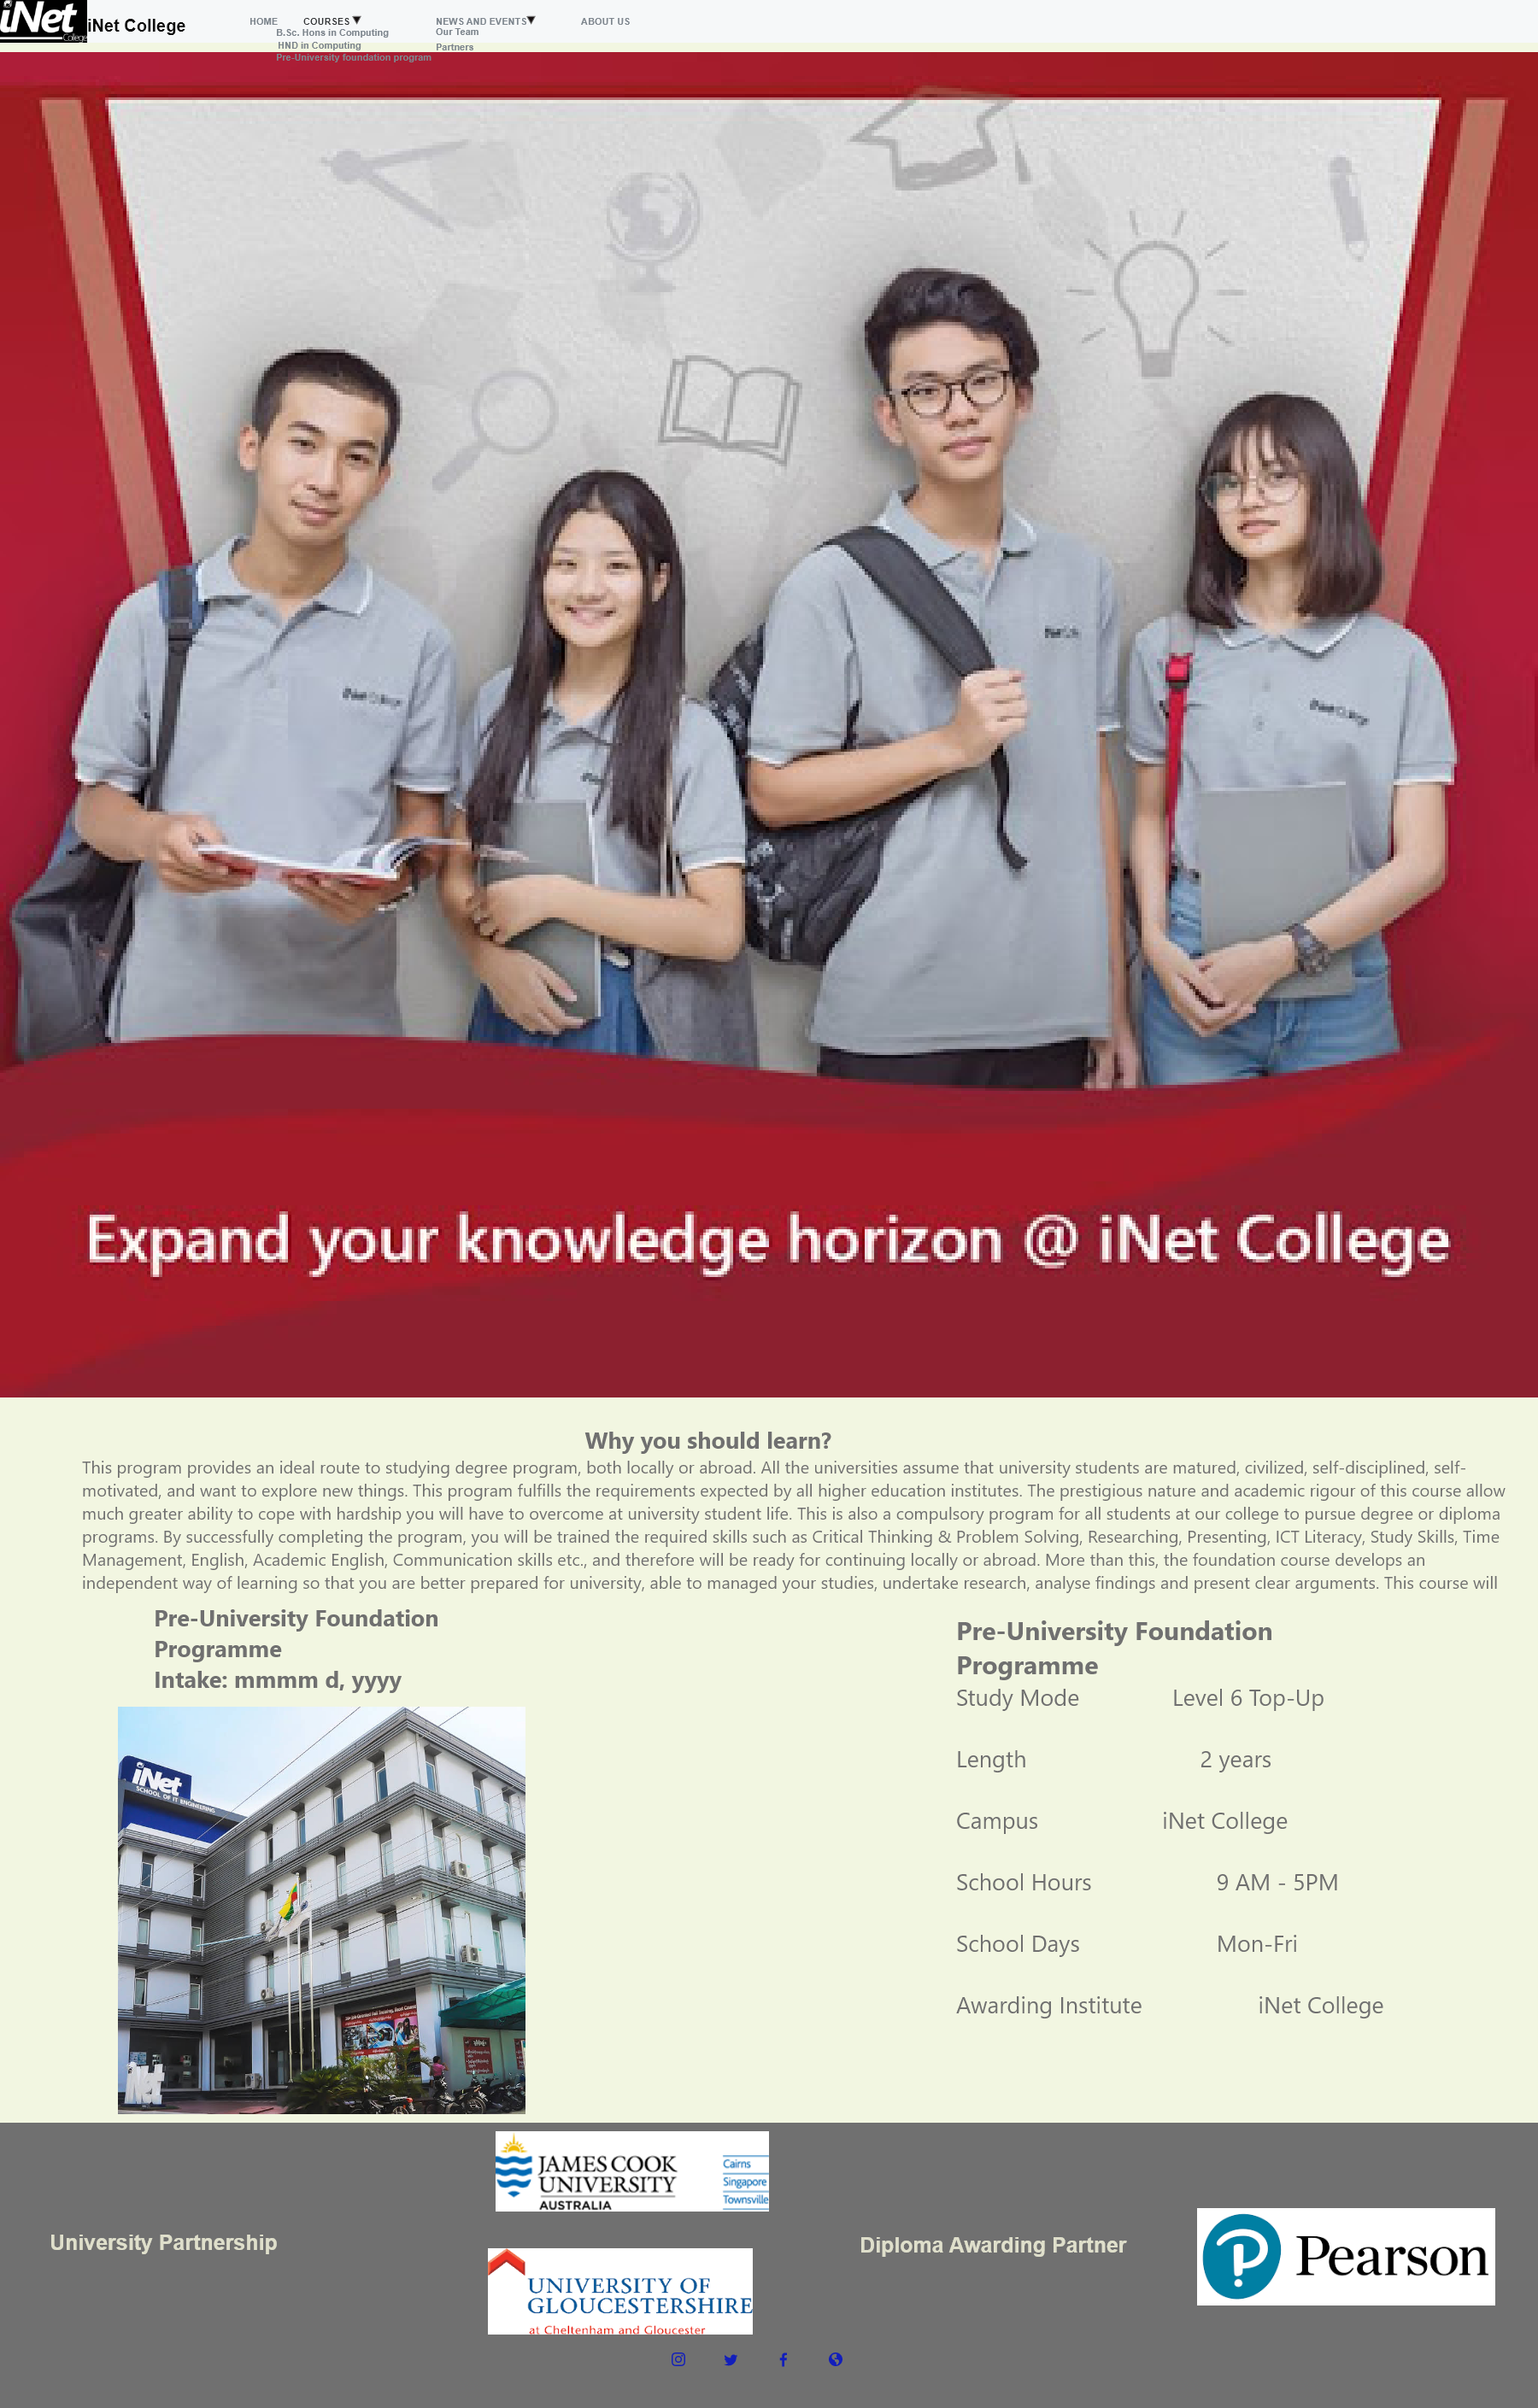 iNet
College
iNet College
HOME
COURSES
NEWS AND EVENTS
ABOUT US
B.Sc. Hons in Computing
Our Team
HND in Computing
Partners
Pre-University foundation program
iNet College
iNet
iNet College
Expand your knowledge horizon @ iNet College
Why you should learn?
This program provides an ideal route to studying degree program, both locally or abroad. All the universities assume that university students are matured, civilized, self-disciplined, self-
motivated, and want to explore new things. This program fulfills the requirements expected by all higher education institutes. The prestigious nature and academic rigour of this course allow
much greater ability to cope with hardship you will have to overcome at university student life. This is also a compulsory program for all students at our college to pursue degree or diploma
programs. By successfully completing the program, you will be trained the required skills such as Critical Thinking & Problem Solving, Researching, Presenting, ICT Literacy, Study Skills, Time
Management, English, Academic English, Communication skills etc., and therefore will be ready for continuing locally or abroad. More than this, the foundation course develops an
independent way of learning so that you are better prepared for university, able to managed your studies, undertake research, analyse findings and present clear arguments. This course will
Pre-University Foundation
Programme
Intake: mmmm d, yyyy
iNet
SCHOOL OF IT ENGINEERING
iNet
Pre-University Foundation
Programme
Study Mode Level 6 Top-Up
Length 2 years
Campus iNet College
School Hours 9 AM - 5PM
School Days Mon-Fri
Awarding Institute iNet College
University Partnership
JAMES COOK
UNIVERSITY
AUSTRALIA
Cairns
Singapore
Townsville
UNIVERSITY OF
GLOUCESTERSHIRE
at Cheltenham and Gloucester
Diploma Awarding Partner
Pearson